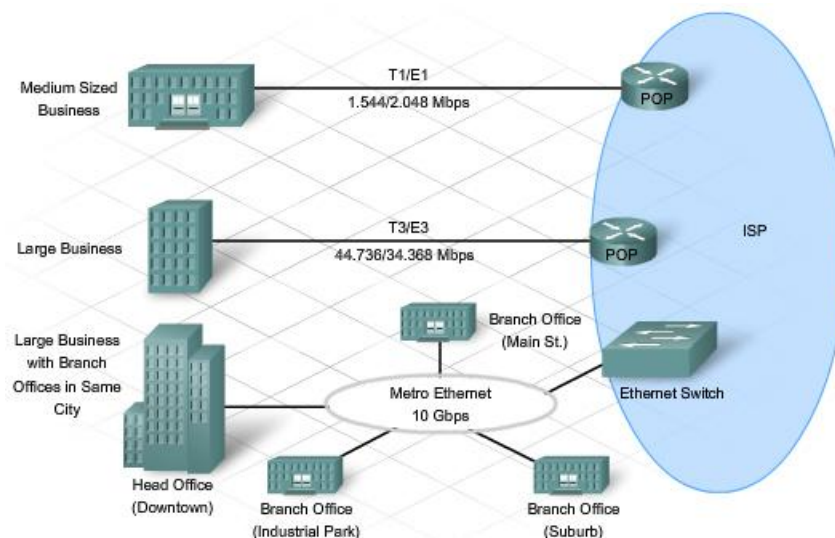 Medium Sized
Business
T1/E1
1.544/2.048 Mbps
POP
Large Business
T3/E3
44.736/34.368 Mbps
POP
ISP
Large Business
with Branch
Offices in Same
City
Branch Office
(Main St.)
Metro Ethernet
10 Gbps
Ethernet Switch
Head Office
(Downtown)
Branch Office
(Industrial Park)
Branch Office
(Suburb)